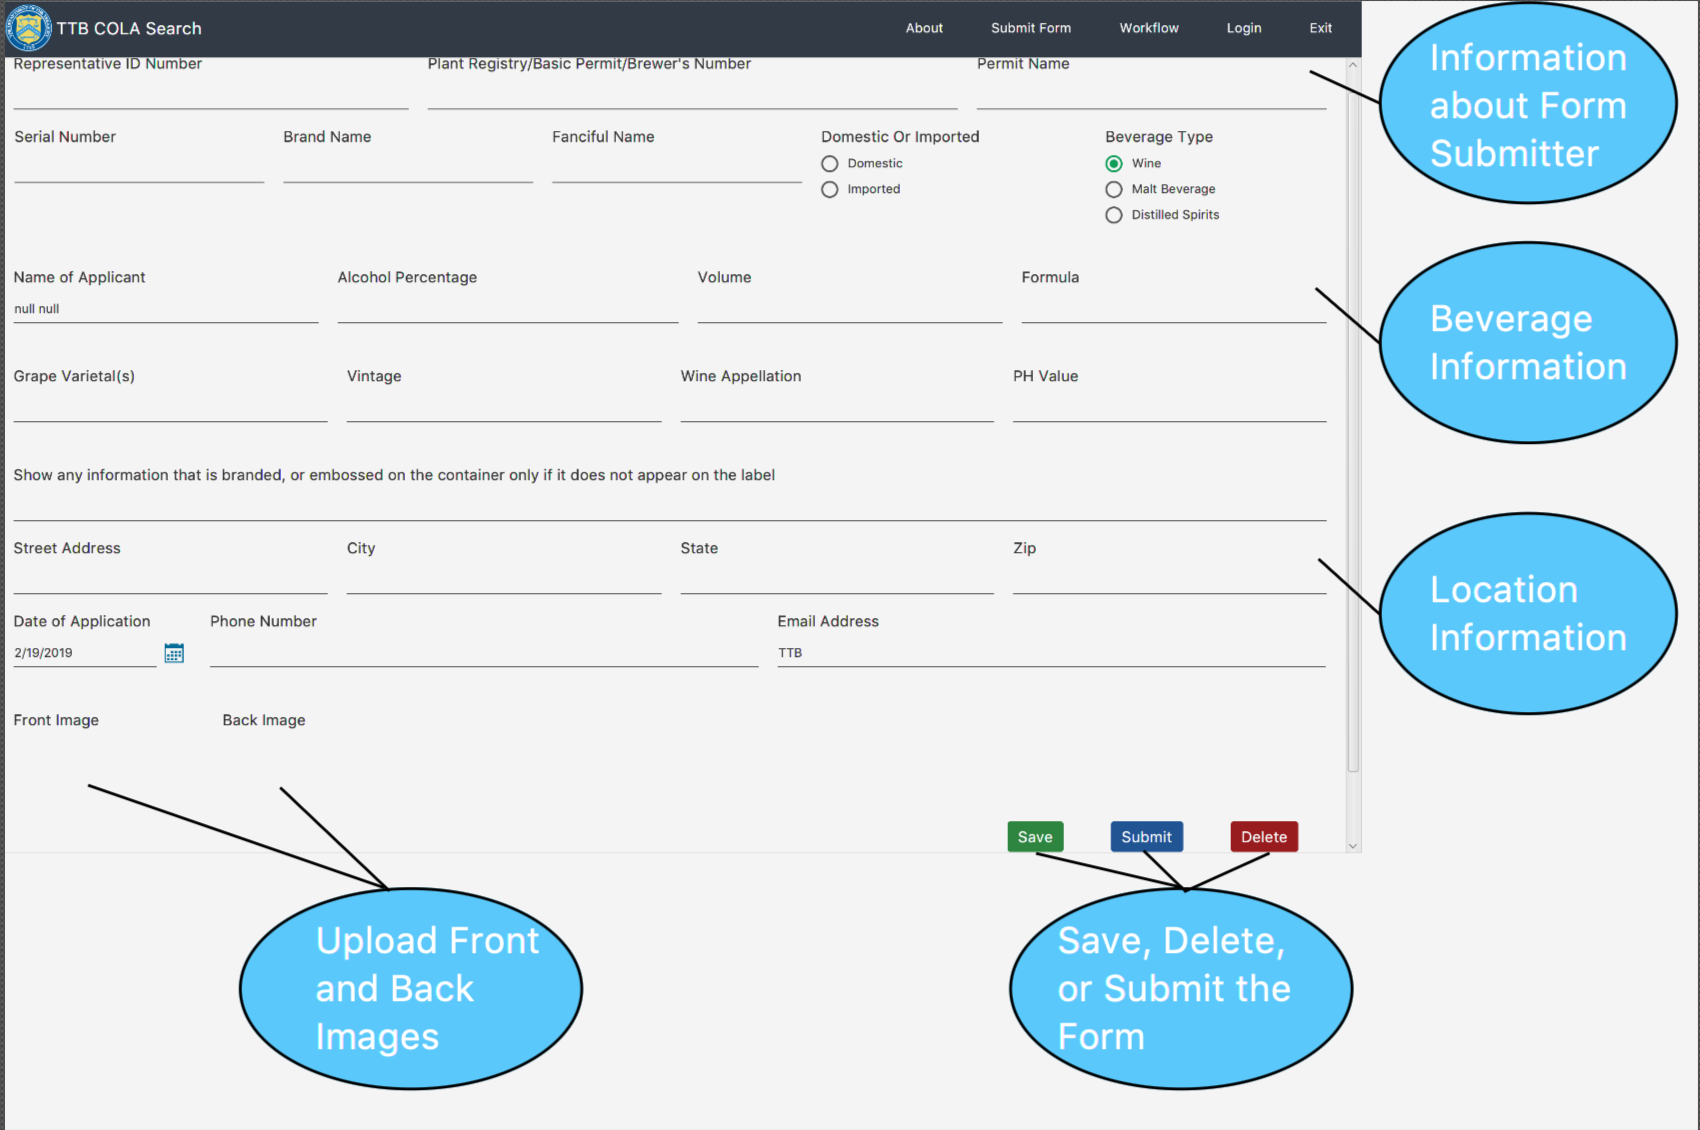 TTB COLA Search About Submit Form Workflow Login Exit
Representative ID Number Plant Registry/Basic Permit/Brewer's Number Permit Name
Serial Number Brand Name Fanciful Name Domestic Or Imported Beverage Type
Domestic Wine
Imported Malt Beverage
Distilled Spirits
Name of Applicant Alcohol Percentage Volume Formula
null null
Grape Varietal(s) Vintage Wine Appellation PH Value
Show any information that is branded, or embossed on the container only if it does not appear on the label
Street Address City State Zip
Date of Application Phone Number Email Address
2/19/2019 TTB
Front Image Back Image
Save Submit Delete
Information
about Form
Submitter
Beverage
Information
Location
Information
Upload Front
and Back
Images
Save, Delete,
or Submit the
Form